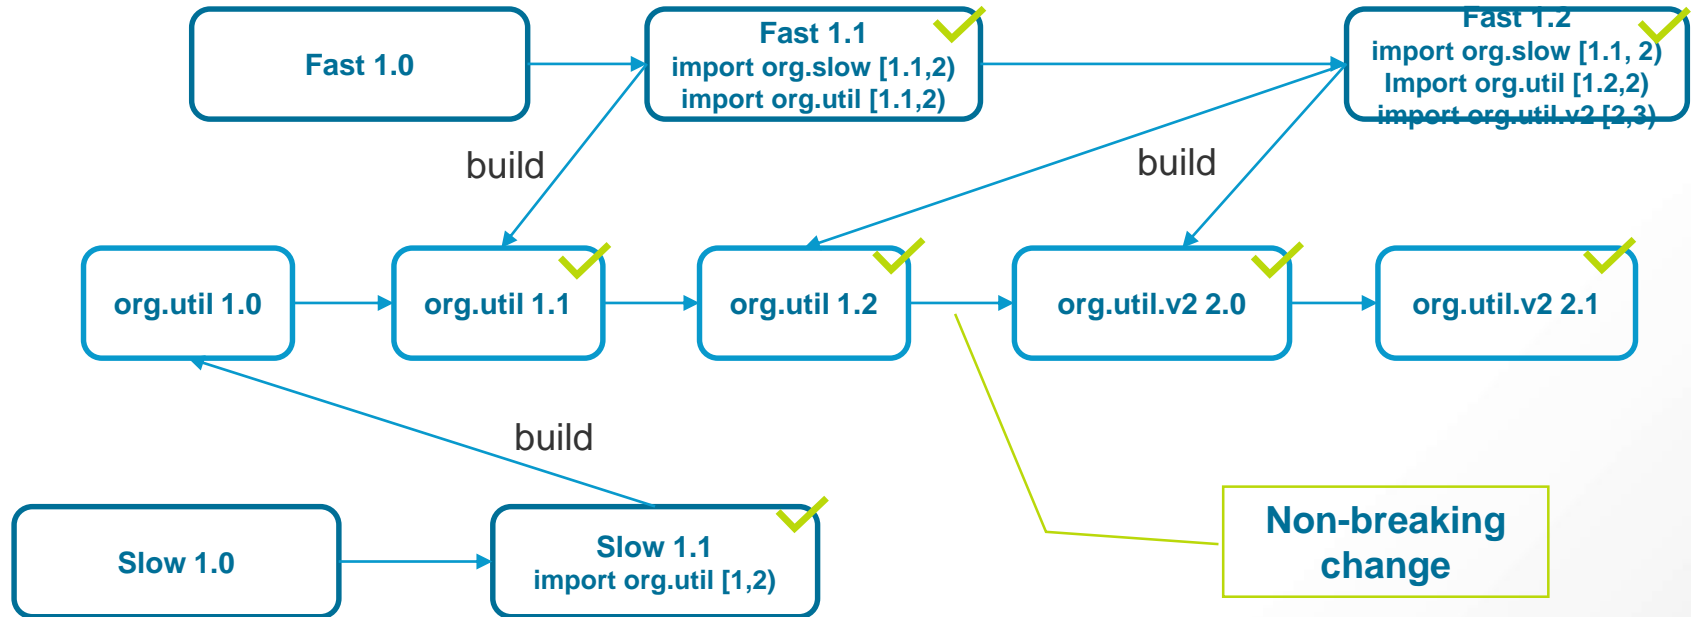 Fast 1.0
Fast 1.1
import org.slow [1.1,2)
import org.util [1.1,2)
Fast 1.2
import org.slow [1.1, 2)
Import org.util [1.2,2)
import org.util.v2 [2,3)
build
build
org.util 1.0
org.util 1.1
org.util 1.2
org.util.v2 2.0
org.util.v2 2.1
build
Slow 1.0
Slow 1.1
import org.util [1,2)
Non-breaking
change